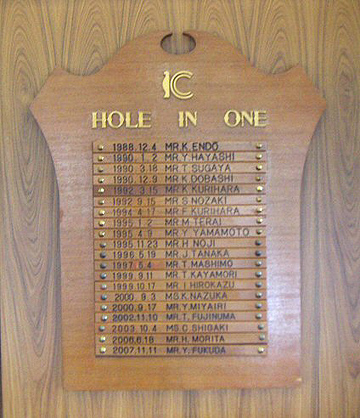 C
HOLE IN ONE
1988.12.4 MR.K.ENDO
1990.1.2 MR.Y.HAYASHI
1990.3.18 MR.T.SUGAYA
1990.12.9 MR.K.DOBASHI
1992.3.15 MR.K.KURIHARA
1992.9.15 MR.S.NOZAKI
1994.4.17 MR.F.KURIHARA
1995.1.2 MR.M.TERAI
1995.4.9 MR.Y.YAMAMOTO
1995.11.23 MR.H.NOJI
1996.5.19 MR.J.TANAKA
1997.5.4 MR.T.MASHIMO
1999.9.11 MR.T.KAYAMORI
1999.10.17 MR.I.HIROKAZU
2000.9.3 MS.K.NAZUKA
2000.9.17 MR.Y.MIYAIRI
2002.11.10 MR.T.FUJINUMA
2003.10.4 MS.C.SHIGAKI
2006.6.18 MR.H.MORITA
2007.11.11 MR.Y.FUKUDA